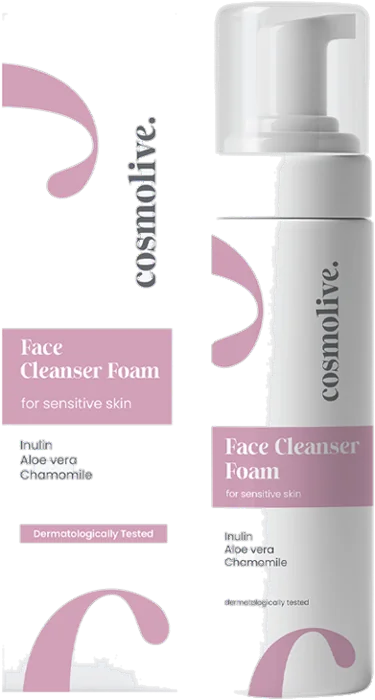 cosmolive.
Face
Cleanser Foam
for sensitive skin
Inulin
Aloe vera
Chamomile
Dermatologically Tested
cosmolive.
Face Cleanser
Foam
for sensitive skin
Inulin
Aloe vera
Chamomile
dermatologically tested